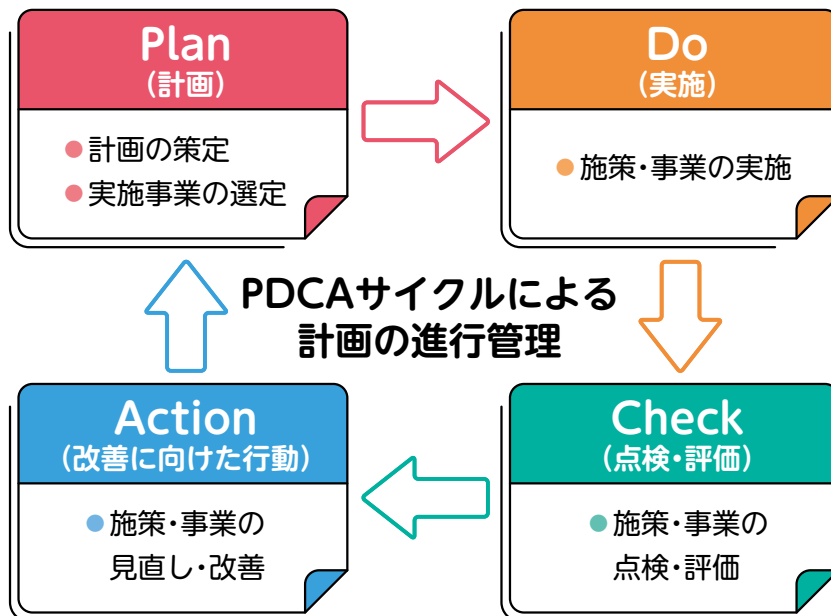 Plan
(計画)
●計画の策定
●実施事業の選定
Do
(実施)
●施策・事業の実施
PDCAサイクルによる
計画の進行管理
Action
(改善に向けた行動)
●施策・事業の
見直し・改善
Check
(点検・評価)
●施策・事業の
点検・評価